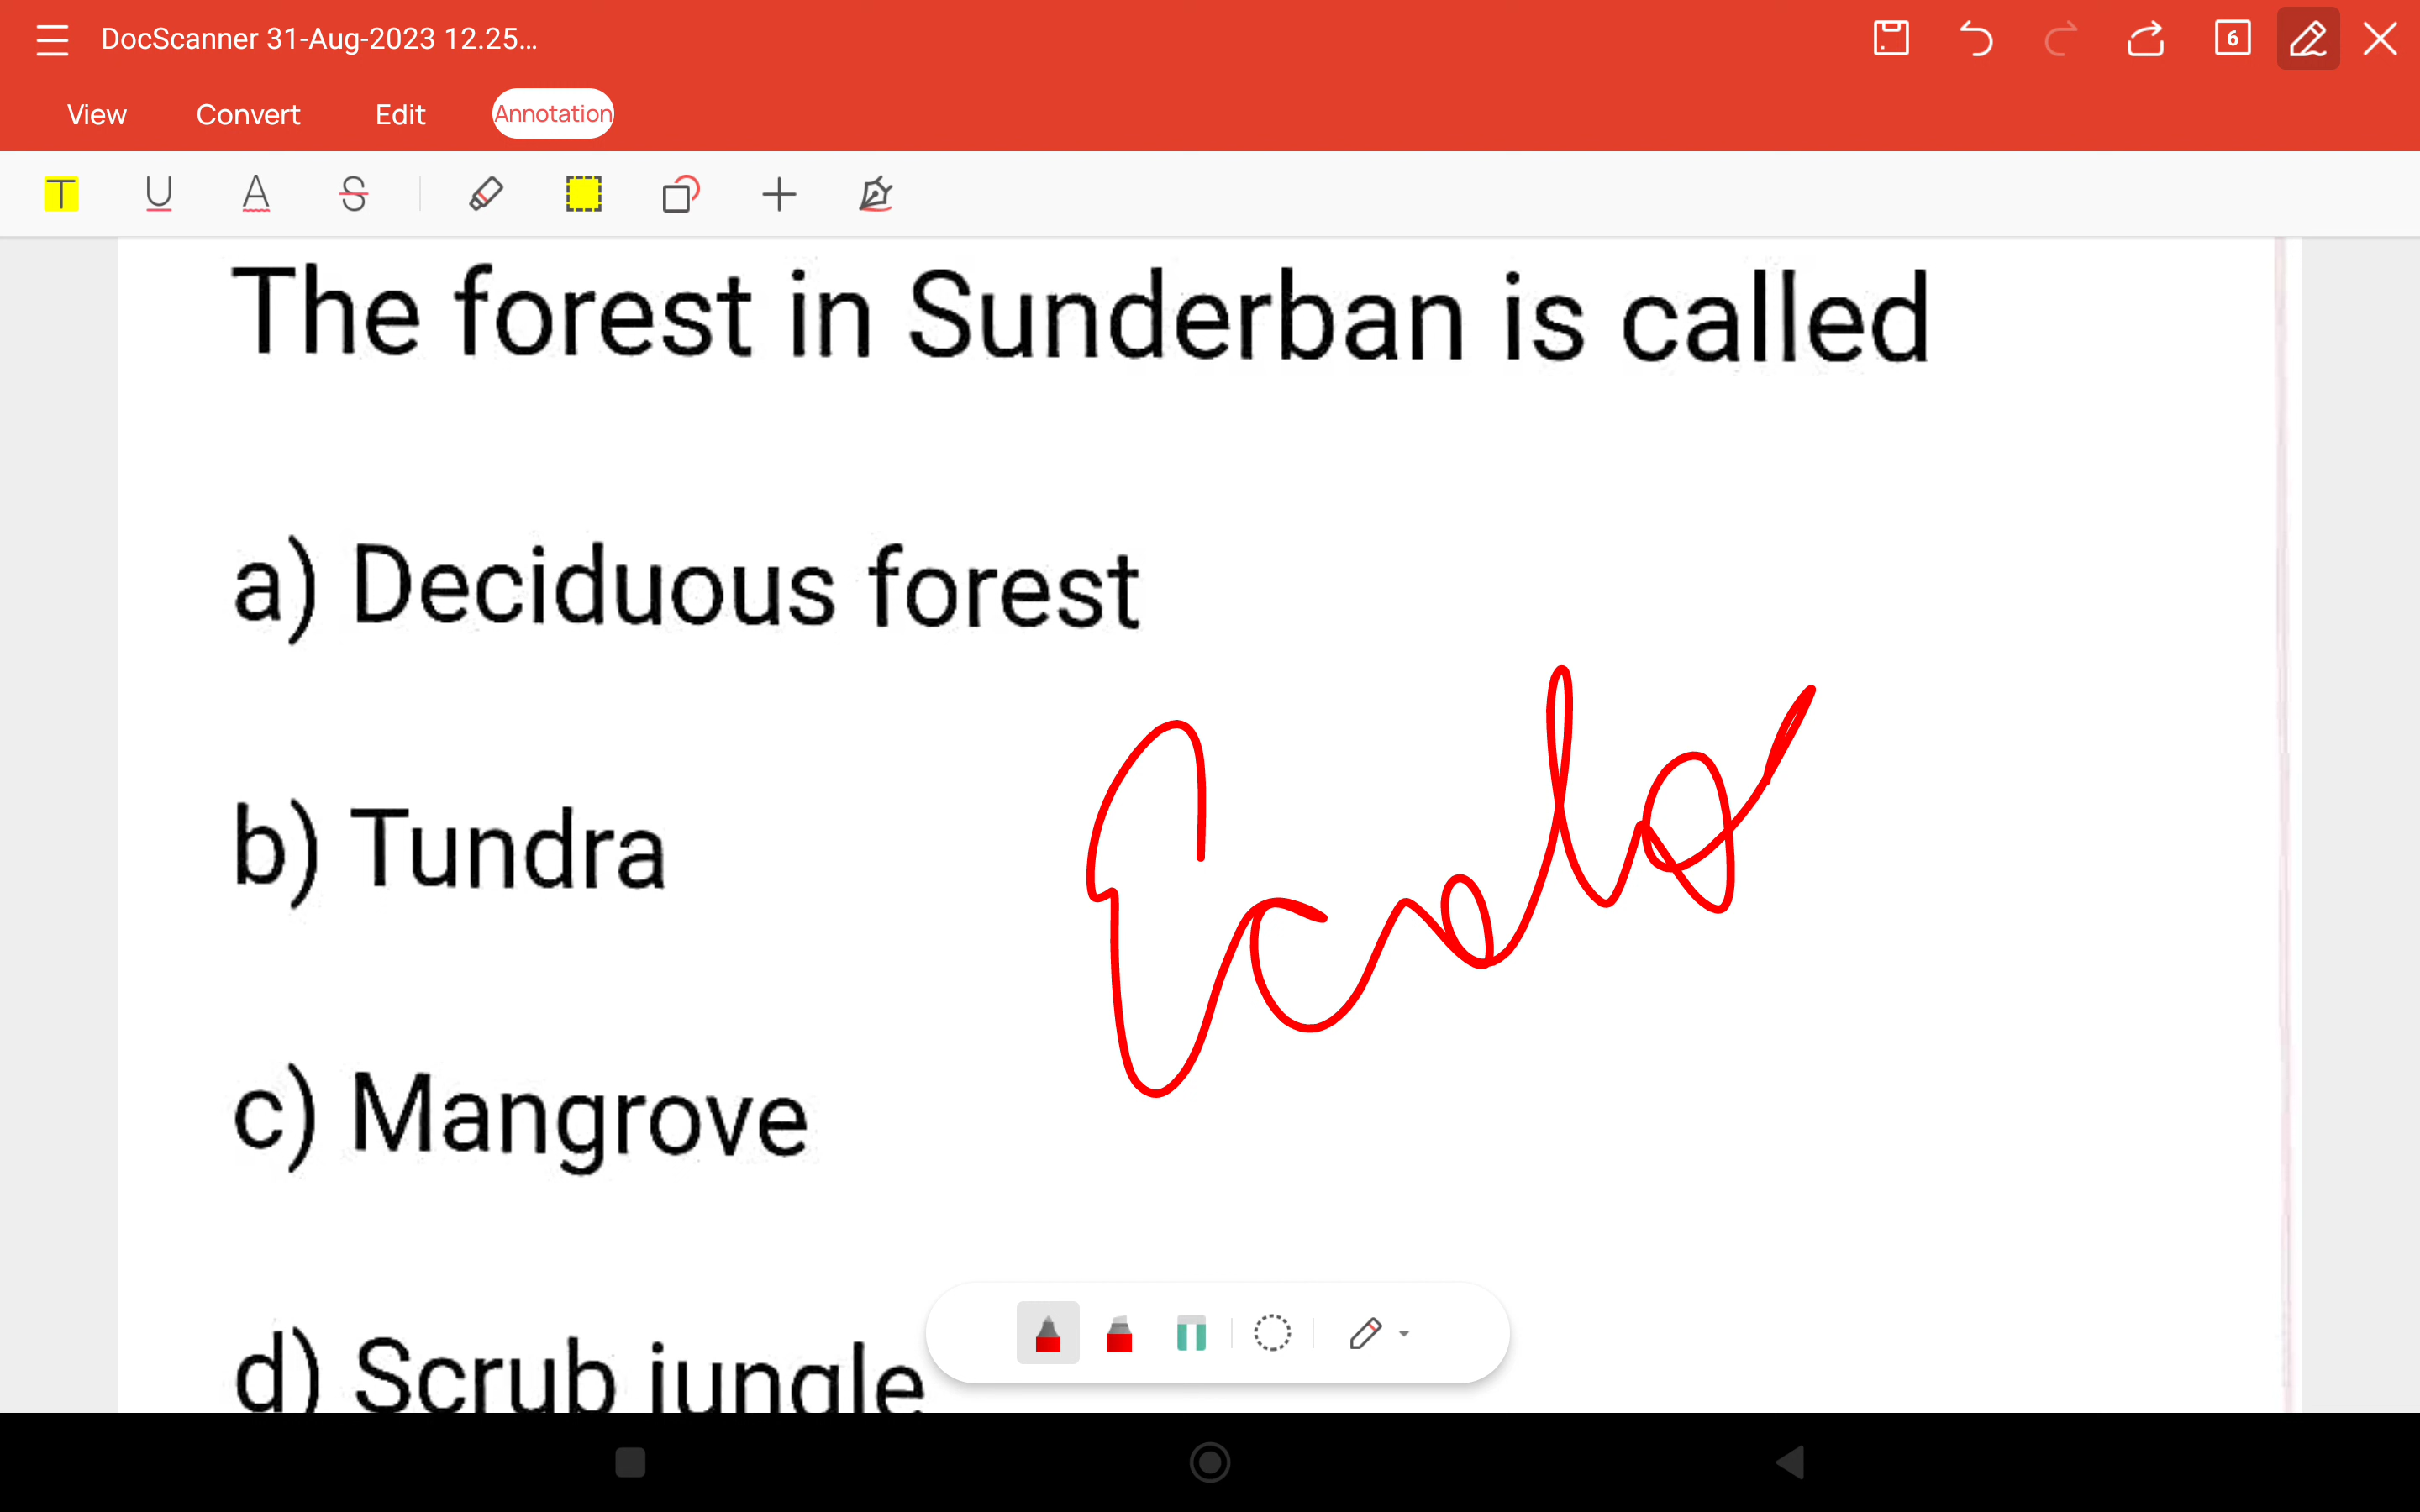 DocScanner 31-Aug-2023 12.25...
6
View Convert Edit Annotation
T U A S
The forest in Sunderban is called
a) Deciduous forest
b) Tundra
c) Mangrove
d) Scrub jungle